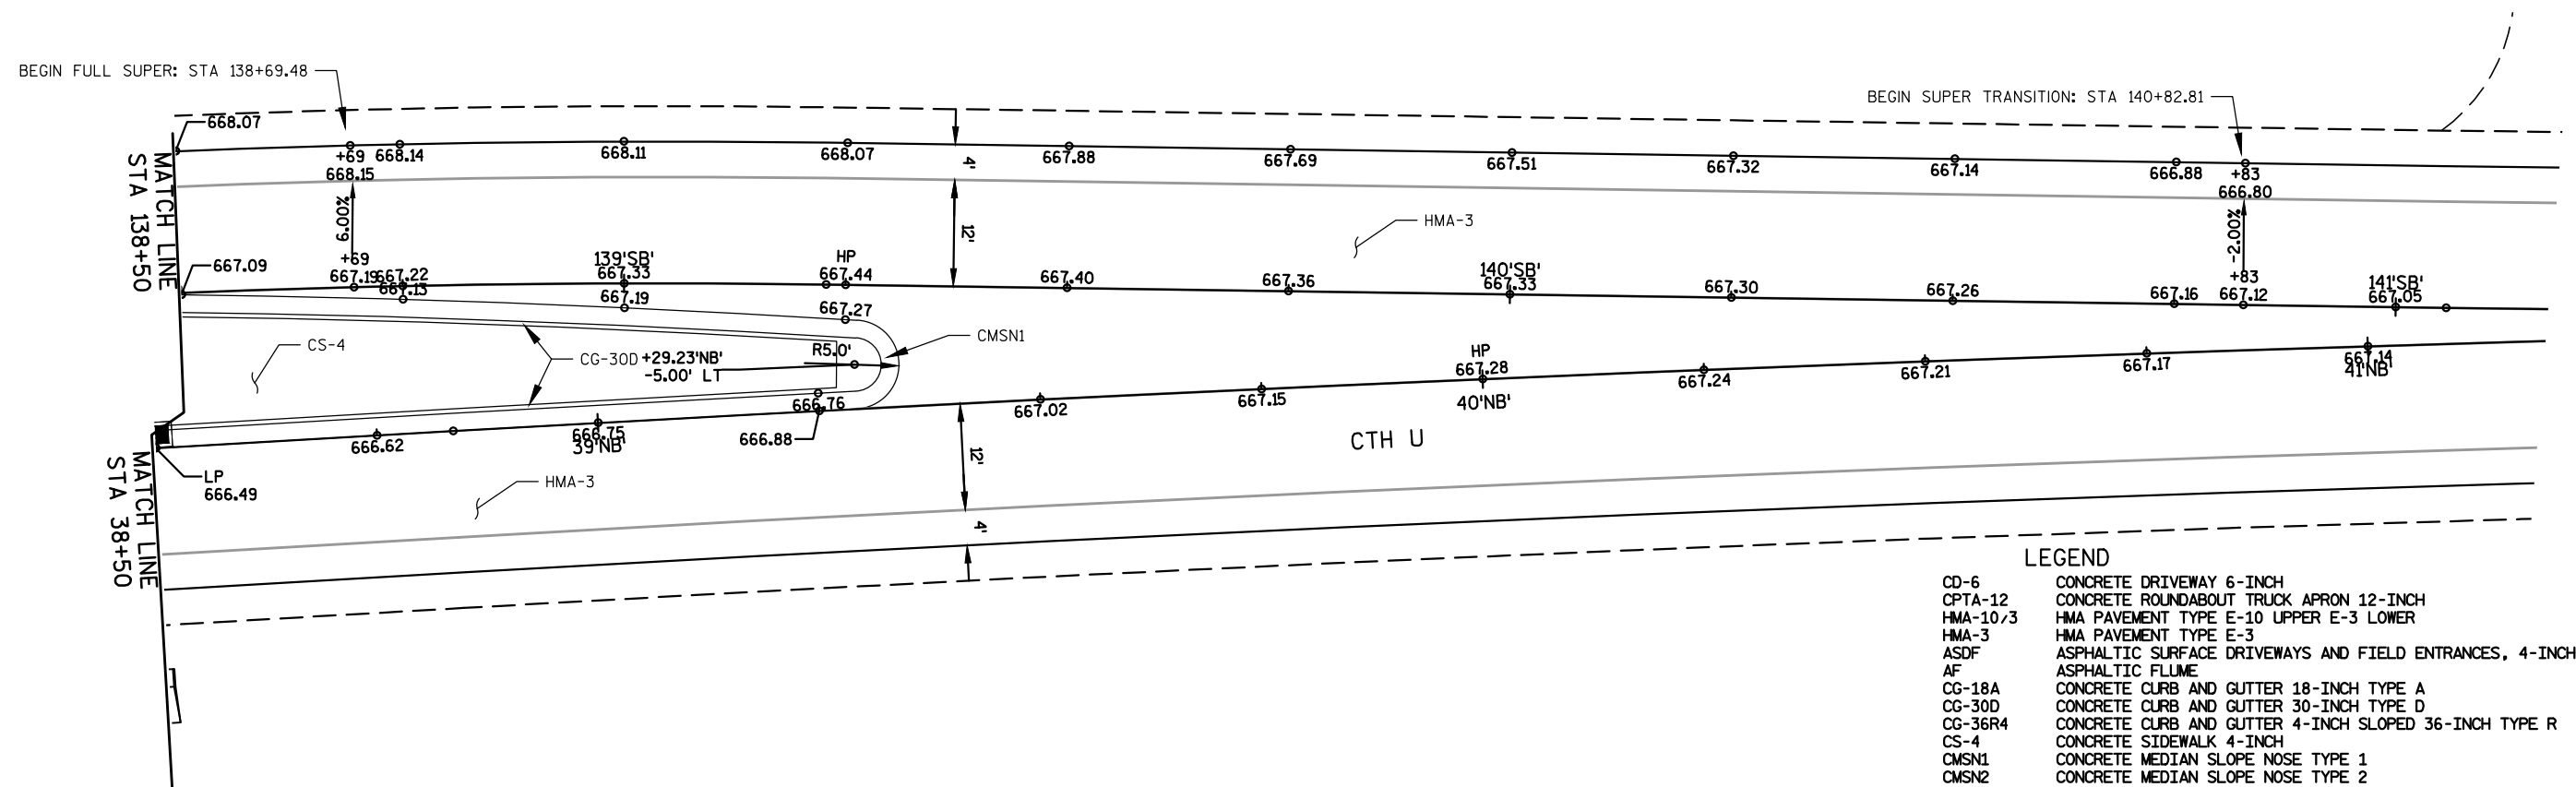 BEGIN FULL SUPER: STA 138+69.48
BEGIN SUPER TRANSITION: STA 140+82.81
668.07
+69
668.15
668.14
668.11
668.07
667.88
667.69
667.51
667.32
667.14
666.88
+83
666.80
4'
MATCH LINE
STA 138+50
6.00%
12'
HMA-3
-2.00%
667.09
+69
667.19
667.22
667.13
139'SB'
667.33
667.19
HP
667.44
667.27
667.40
667.36
140'SB'
667.33
667.30
667.26
667.16
+83
667.12
141'SB'
667.05
CS-4
CG-30D
+29.23'NB'
-5.00' LT
R5.0'
CMSN1
HP
667.28
40'NB'
667.24
667.21
667.17
667.14
41'NB'
666.62
666.75
39'NB'
666.76
666.88
667.02
667.15
CTH U
LP
666.49
HMA-3
12'
4'
MATCH LINE
STA 38+50
LEGEND
CD-6 CONCRETE DRIVEWAY 6-INCH
CPTA-12 CONCRETE ROUNDABOUT TRUCK APRON 12-INCH
HMA-10/3 HMA PAVEMENT TYPE E-10 UPPER E-3 LOWER
HMA-3 HMA PAVEMENT TYPE E-3
ASDF ASPHALTIC SURFACE DRIVEWAYS AND FIELD ENTRANCES, 4-INCH
AF ASPHALTIC FLUME
CG-18A CONCRETE CURB AND GUTTER 18-INCH TYPE A
CG-30D CONCRETE CURB AND GUTTER 30-INCH TYPE D
CG-36R4 CONCRETE CURB AND GUTTER 4-INCH SLOPED 36-INCH TYPE R
CS-4 CONCRETE SIDEWALK 4-INCH
CMSN1 CONCRETE MEDIAN SLOPE NOSE TYPE 1
CMSN2 CONCRETE MEDIAN SLOPE NOSE TYPE 2